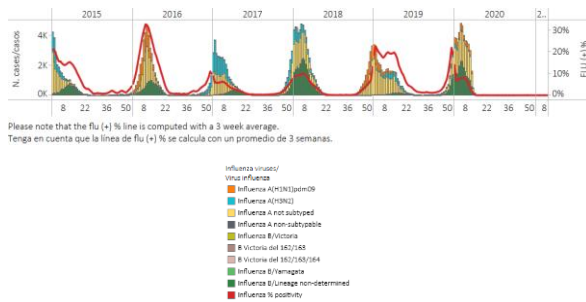 2015 2016 2017 2018 2019 2020 2..
4K
2K
0K
N. cases/casos
30%
20%
10%
0%
FLU (+) %
8 22 36 50 8 22 36 50 8 22 36 50 8 22 36 50 8 22 36 50 8 22 36 50 8
Please note that the flu (+) % line is computed with a 3 week average.
Tenga en cuenta que la línea de flu (+) % se calcula con un promedio de 3 semanas.
Influenza viruses/
Virus influenza
Influenza A(H1N1)pdm09
Influenza A(H3N2)
Influenza A not subtyped
Influenza A non-subtypable
Influenza B/Victoria
B Victoria del 162/163
B Victoria del 162/163/164
Influenza B/Yamagata
Influenza B/Lineage non-determined
Influenza % positivity